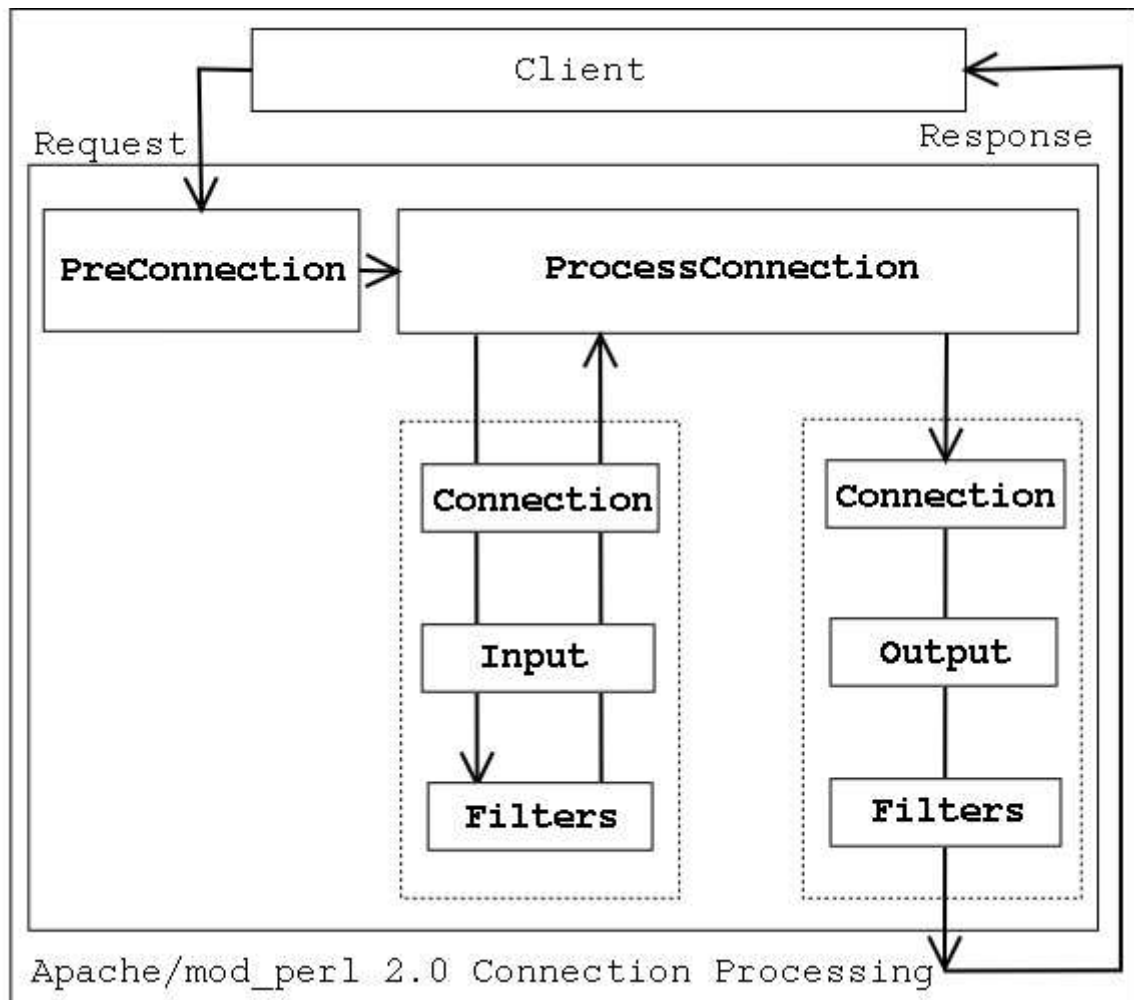 Client
Request
Response
PreConnection
ProcessConnection
Connection
Input
Filters
Connection
Output
Filters
Apache/mod_perl 2.0 Connection Processing